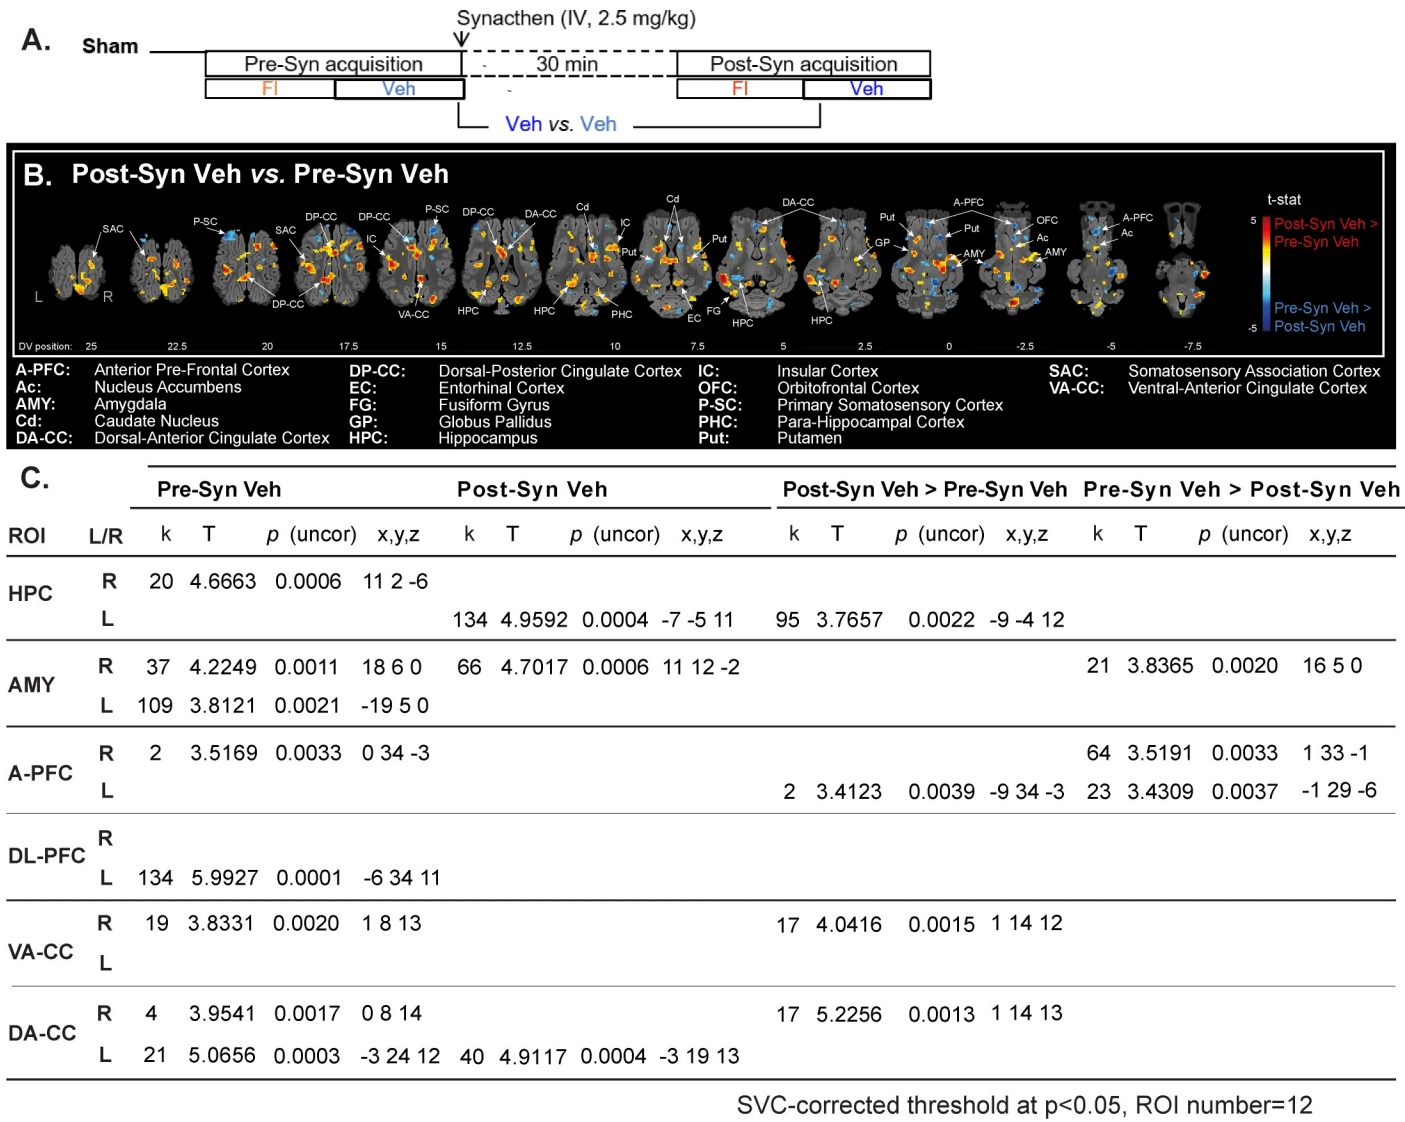 A.
Sham
Synacthen (IV, 2.5 mg/kg)
Pre-Syn acquisition
30 min
Post-Syn acquisition
FI
Veh
FI
Veh
Veh vs. Veh
B. Post-Syn Veh vs. Pre-Syn Veh
SAC
P-SC
SAC
DP-CC
DP-CC
IC
DP-CC
P-SC
VA-CC
DP-CC
DA-CC
HPC
Cd
IC
HPC
PHC
Cd
Put
Put
EC
DA-CC
FG
HPC
HPC
GP
Put
A-PFC
Put
AMY
OFC
Ac
AMY
A-PFC
Ac
L
R
t-stat
5
Post-Syn Veh >
Pre-Syn Veh
Pre-Syn Veh >
Post-Syn Veh
-5
DV position: 25 22.5 20 17.5 15 12.5 10 7.5 5 2.5 0 -2.5 -5 -7.5
A-PFC: Anterior Pre-Frontal Cortex DP-CC: Dorsal-Posterior Cingulate Cortex IC: Insular Cortex SAC: Somatosensory Association Cortex
Ac: Nucleus Accumbens EC: Entorhinal Cortex OFC: Orbitofrontal Cortex VA-CC: Ventral-Anterior Cingulate Cortex
AMY: Amygdala FG: Fusiform Gyrus P-SC: Primary Somatosensory Cortex
Cd: Caudate Nucleus GP: Globus Pallidus PHC: Para-Hippocampal Cortex
DA-CC: Dorsal-Anterior Cingulate Cortex HPC: Hippocampus Put: Putamen
C.
Pre-Syn Veh Post-Syn Veh Post-Syn Veh > Pre-Syn Veh Pre-Syn Veh > Post-Syn Veh
ROI L/R k T p (uncor) x,y,z k T p (uncor) x,y,z k T p (uncor) x,y,z k T p (uncor) x,y,z
HPC
R 20 4.6663 0.0006 11 2 -6
L 134 4.9592 0.0004 -7 -5 11 95 3.7657 0.0022 -9 -4 12
AMY
R 37 4.2249 0.0011 18 6 0 66 4.7017 0.0006 11 12 -2 21 3.8365 0.0020 16 5 0
L 109 3.8121 0.0021 -19 5 0
A-PFC
R 2 3.5169 0.0033 0 34 -3 64 3.5191 0.0033 1 33 -1
L 2 3.4123 0.0039 -9 34 -3 23 3.4309 0.0037 -1 29 -6
DL-PFC
R
L 134 5.9927 0.0001 -6 34 11
VA-CC
R 19 3.8331 0.0020 1 8 13 17 4.0416 0.0015 1 14 12
L
DA-CC
R 4 3.9541 0.0017 0 8 14 17 5.2256 0.0013 1 14 13
L 21 5.0656 0.0003 -3 24 12 40 4.9117 0.0004 -3 19 13
SVC-corrected threshold at p<0.05, ROI number=12